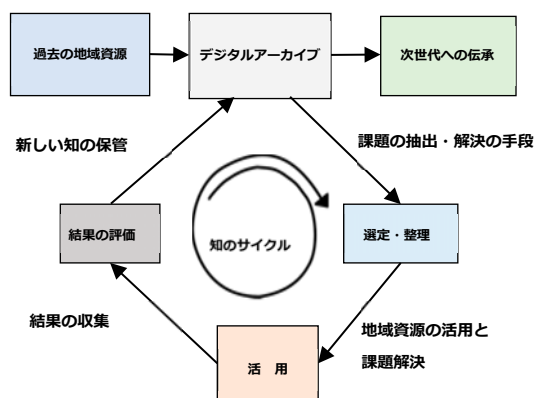 過去の地域資源
デジタルアーカイブ
次世代への伝承
新しい知の保管
課題の抽出・解決の手段
結果の評価
知のサイクル
選定・整理
結果の収集
地域資源の活用と
課題解決
活　用